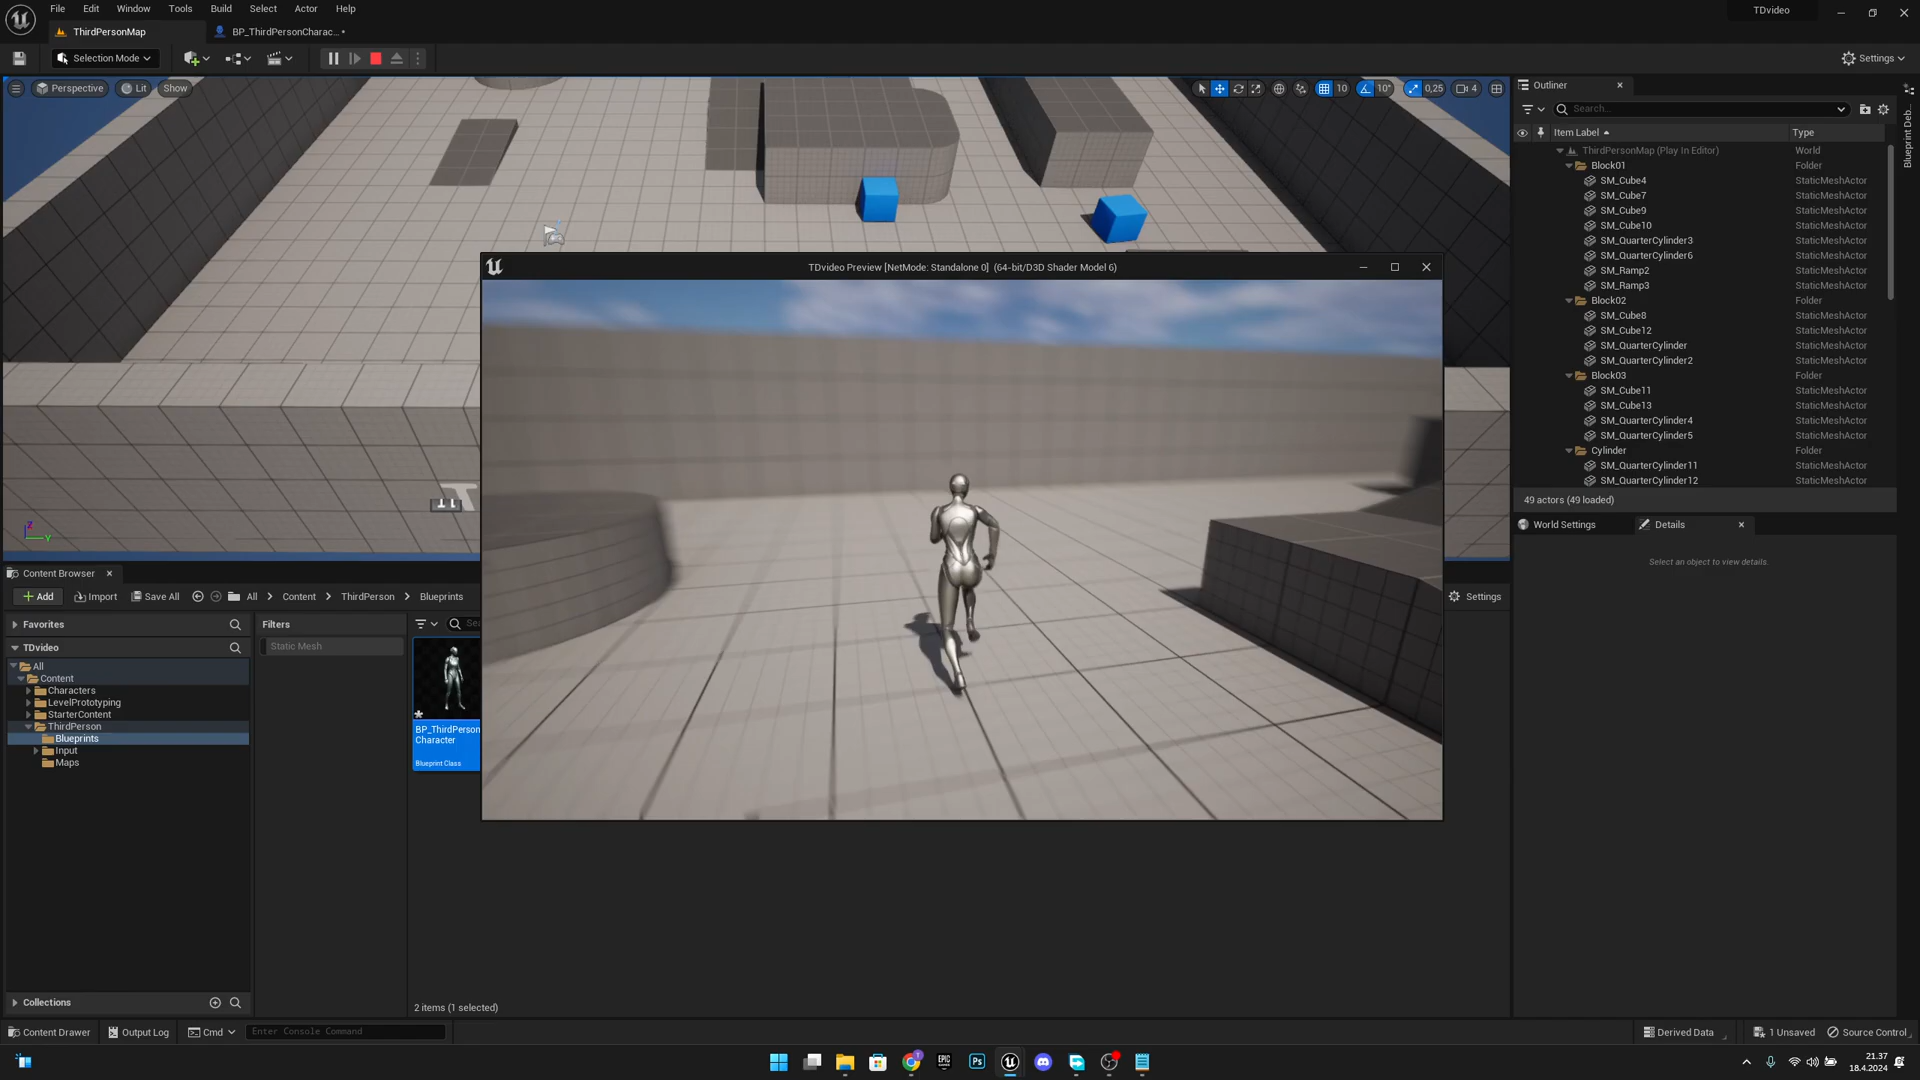 File Edit Window Tools Build Select Actor Help
TDvideo
ThirdPersonMap
BP_ThirdPersonCharac...•
Selection Mode
Settings
Perspective
Lit
Show
10
10°
0,25
4
Outliner
Search...
Item Label
Type
ThirdPersonMap (Play In Editor) World
Block01 Folder
SM_Cube4 StaticMeshActor
SM_Cube7 StaticMeshActor
SM_Cube9 StaticMeshActor
SM_Cube10 StaticMeshActor
SM_QuarterCylinder3 StaticMeshActor
SM_QuarterCylinder6 StaticMeshActor
SM_Ramp2 StaticMeshActor
SM_Ramp3 StaticMeshActor
Block02 Folder
SM_Cube8 StaticMeshActor
SM_Cube12 StaticMeshActor
SM_QuarterCylinder StaticMeshActor
SM_QuarterCylinder2 StaticMeshActor
Block03 Folder
SM_Cube11 StaticMeshActor
SM_Cube13 StaticMeshActor
SM_QuarterCylinder4 StaticMeshActor
SM_QuarterCylinder5 StaticMeshActor
Cylinder Folder
SM_QuarterCylinder11 StaticMeshActor
SM_QuarterCylinder12 StaticMeshActor
49 actors (49 loaded)
Blueprint Deb...
World Settings
Details
Select an object to view details.
TDvideo Preview [NetMode: Standalone 0] (64-bit/D3D Shader Model 6)
Z
Y
Content Browser
Add
Import
Save All
All
Content
ThirdPerson
Blueprints
Settings
Favorites
TDvideo
All
Content
Characters
LevelPrototyping
StarterContent
ThirdPerson
Blueprints
Input
Maps
Collections
Filters
Static Mesh
Sea
BP_ThirdPerson
Character
Blueprint Class
2 items (1 selected)
Content Drawer
Output Log
Cmd
Enter Console Command
Derived Data
1 Unsaved
Source Control
EPIC
Ps
21.37
18.4.2024